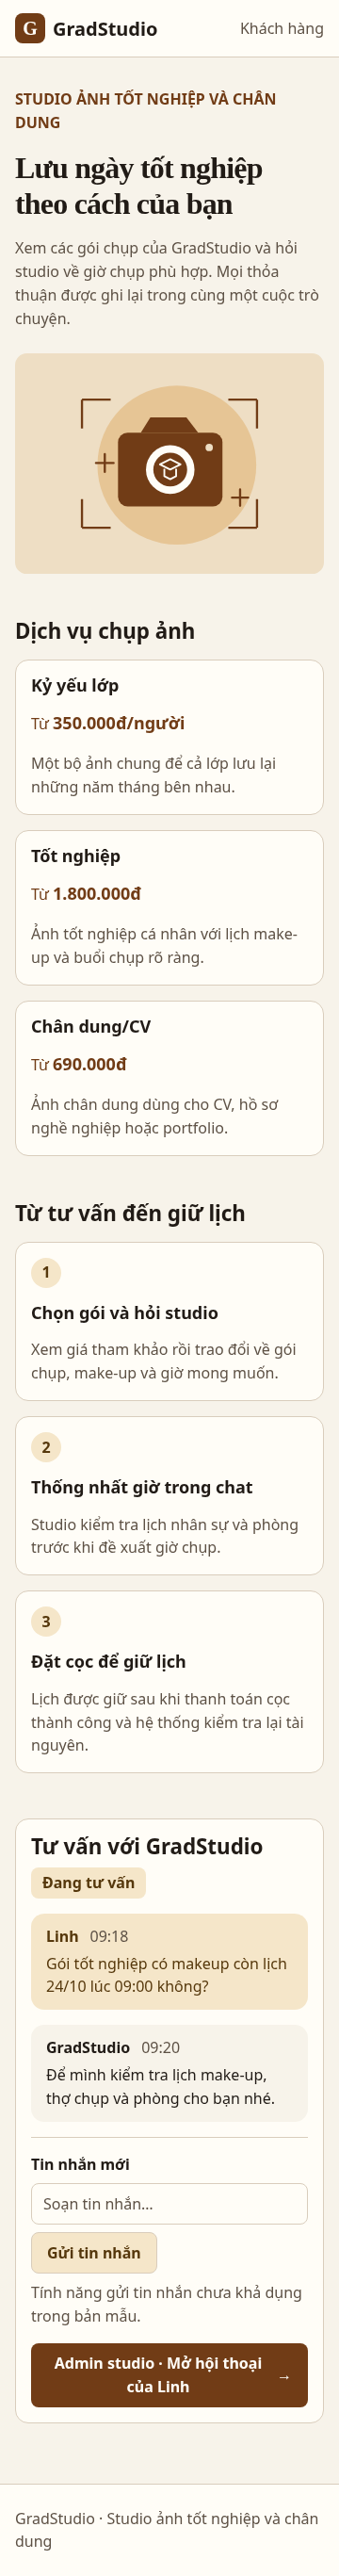 G GradStudio Khách hàng
STUDIO ẢNH TỐT NGHIỆP VÀ CHÂN
DUNG
Lưu ngày tốt nghiệp
theo cách của bạn
Xem các gói chụp của GradStudio và hỏi
studio về giờ chụp phù hợp. Mọi thỏa
thuận được ghi lại trong cùng một cuộc trò
chuyện.
Dịch vụ chụp ảnh
Kỷ yếu lớp
Từ 350.000đ/người
Một bộ ảnh chung để cả lớp lưu lại
những năm tháng bên nhau.
Tốt nghiệp
Từ 1.800.000đ
Ảnh tốt nghiệp cá nhân với lịch make-
up và buổi chụp rõ ràng.
Chân dung/CV
Từ 690.000đ
Ảnh chân dung dùng cho CV, hồ sơ
nghề nghiệp hoặc portfolio.
Từ tư vấn đến giữ lịch
1
Chọn gói và hỏi studio
Xem giá tham khảo rồi trao đổi về gói
chụp, make-up và giờ mong muốn.
2
Thống nhất giờ trong chat
Studio kiểm tra lịch nhân sự và phòng
trước khi đề xuất giờ chụp.
3
Đặt cọc để giữ lịch
Lịch được giữ sau khi thanh toán cọc
thành công và hệ thống kiểm tra lại tài
nguyên.
Tư vấn với GradStudio
Đang tư vấn
Linh 09:18
Gói tốt nghiệp có makeup còn lịch
24/10 lúc 09:00 không?
GradStudio 09:20
Để mình kiểm tra lịch make-up,
thợ chụp và phòng cho bạn nhé.
Tin nhắn mới
Soạn tin nhắn...
Gửi tin nhắn
Tính năng gửi tin nhắn chưa khả dụng
trong bản mẫu.
Admin studio · Mở hội thoại
của Linh →
GradStudio · Studio ảnh tốt nghiệp và chân
dung